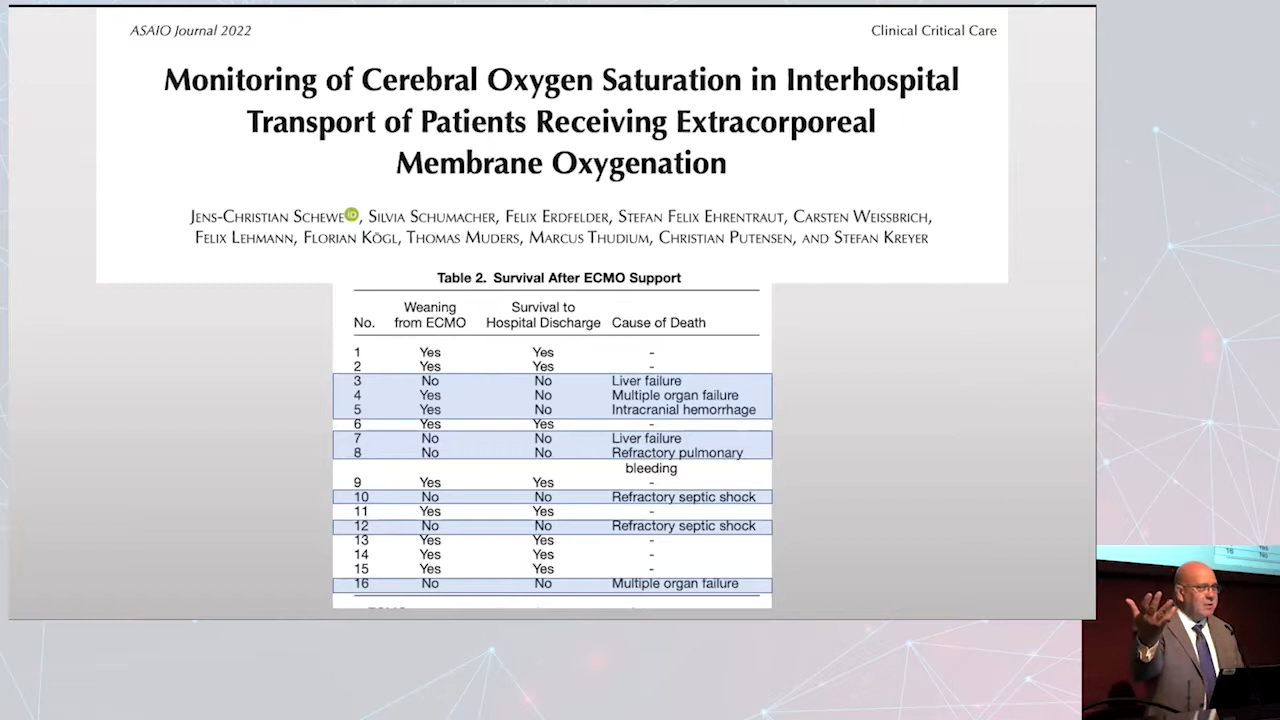 ASAIO Journal 2022
Clinical Critical Care
Monitoring of Cerebral Oxygen Saturation in Interhospital
Transport of Patients Receiving Extracorporeal
Membrane Oxygenation
Jens-Christian Schewe iD, Silvia Schumacher, Felix Erdfelder, Stefan Felix Ehrentraut, Carsten Weissbrich,
Felix Lehmann, Florian Kögl, Thomas Muders, Marcus Thudium, Christian Putensen, and Stefan Kreyer
Table 2. Survival After ECMO Support
Weaning Survival to
No. from ECMO Hospital Discharge Cause of Death
1 Yes Yes -
2 Yes Yes -
3 No No Liver failure
4 Yes No Multiple organ failure
5 Yes No Intracranial hemorrhage
6 Yes Yes -
7 No No Liver failure
8 No No Refractory pulmonary
bleeding
9 Yes Yes -
10 No No Refractory septic shock
11 Yes Yes -
12 No No Refractory septic shock
13 Yes Yes -
14 Yes Yes -
15 Yes Yes -
16 No No Multiple organ failure
16